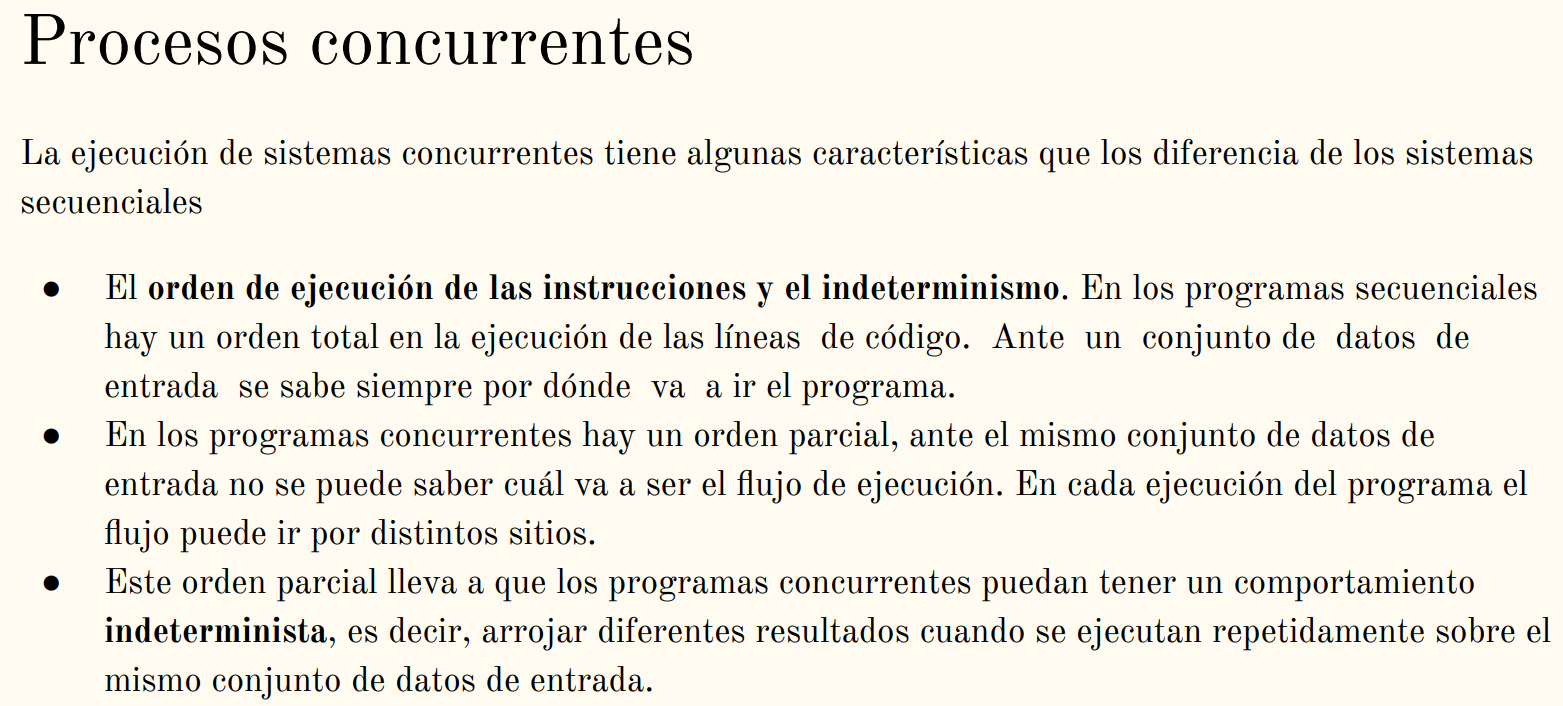 Procesos concurrentes
La ejecución de sistemas concurrentes tiene algunas características que los diferencia de los sistemas
secuenciales
● El orden de ejecución de las instrucciones y el indeterminismo. En los programas secuenciales
hay un orden total en la ejecución de las líneas de código. Ante un conjunto de datos de
entrada se sabe siempre por dónde va a ir el programa.
● En los programas concurrentes hay un orden parcial, ante el mismo conjunto de datos de
entrada no se puede saber cuál va a ser el flujo de ejecución. En cada ejecución del programa el
flujo puede ir por distintos sitios.
● Este orden parcial lleva a que los programas concurrentes puedan tener un comportamiento
indeterminista, es decir, arrojar diferentes resultados cuando se ejecutan repetidamente sobre el
mismo conjunto de datos de entrada.